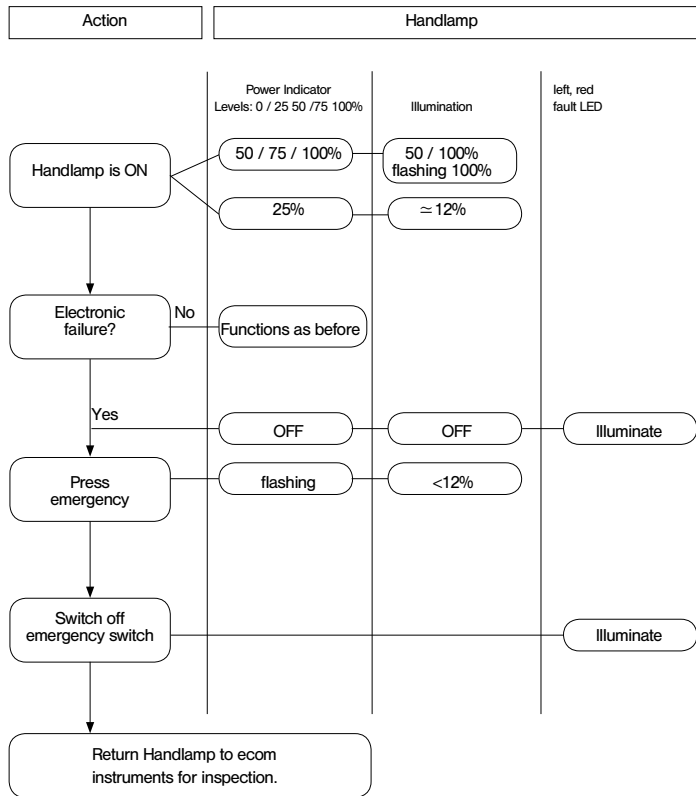 Action
Handlamp
Power Indicator
Levels: 0 / 25 50 /75 100%
Illumination
left, red
fault LED
Handlamp is ON
50 / 75 / 100%
50 / 100%
flashing 100%
25%
≃12%
Electronic
failure?
No
Functions as before
Yes
OFF
OFF
Illuminate
Press
emergency
flashing
<12%
Switch off
emergency switch
Illuminate
Return Handlamp to ecom
instruments for inspection.